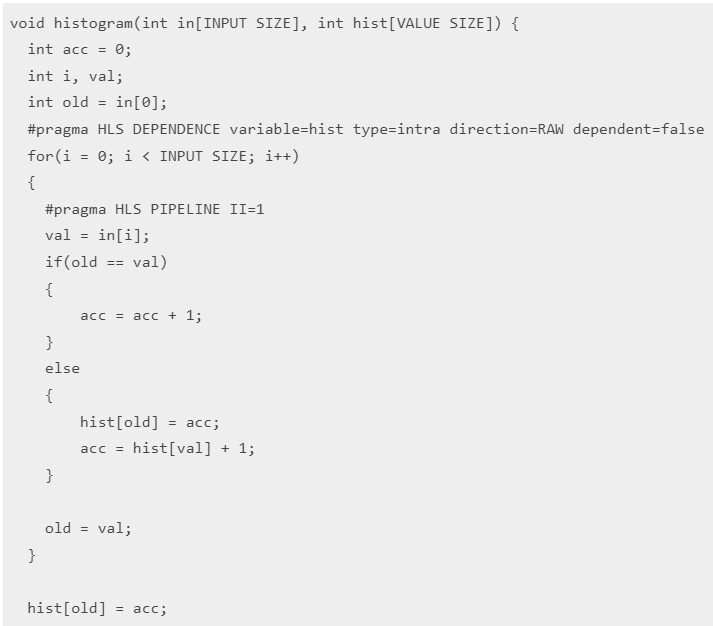 void histogram(int in[INPUT SIZE], int hist[VALUE SIZE]) {
  int acc = 0;
  int i, val;
  int old = in[0];
  #pragma HLS DEPENDENCE variable=hist type=intra direction=RAW dependent=false
  for(i = 0; i < INPUT SIZE; i++)
  {
    #pragma HLS PIPELINE II=1
    val = in[i];
    if(old == val)
    {
        acc = acc + 1;
    }
    else
    {
        hist[old] = acc;
        acc = hist[val] + 1;
    }

    old = val;
  }

  hist[old] = acc;